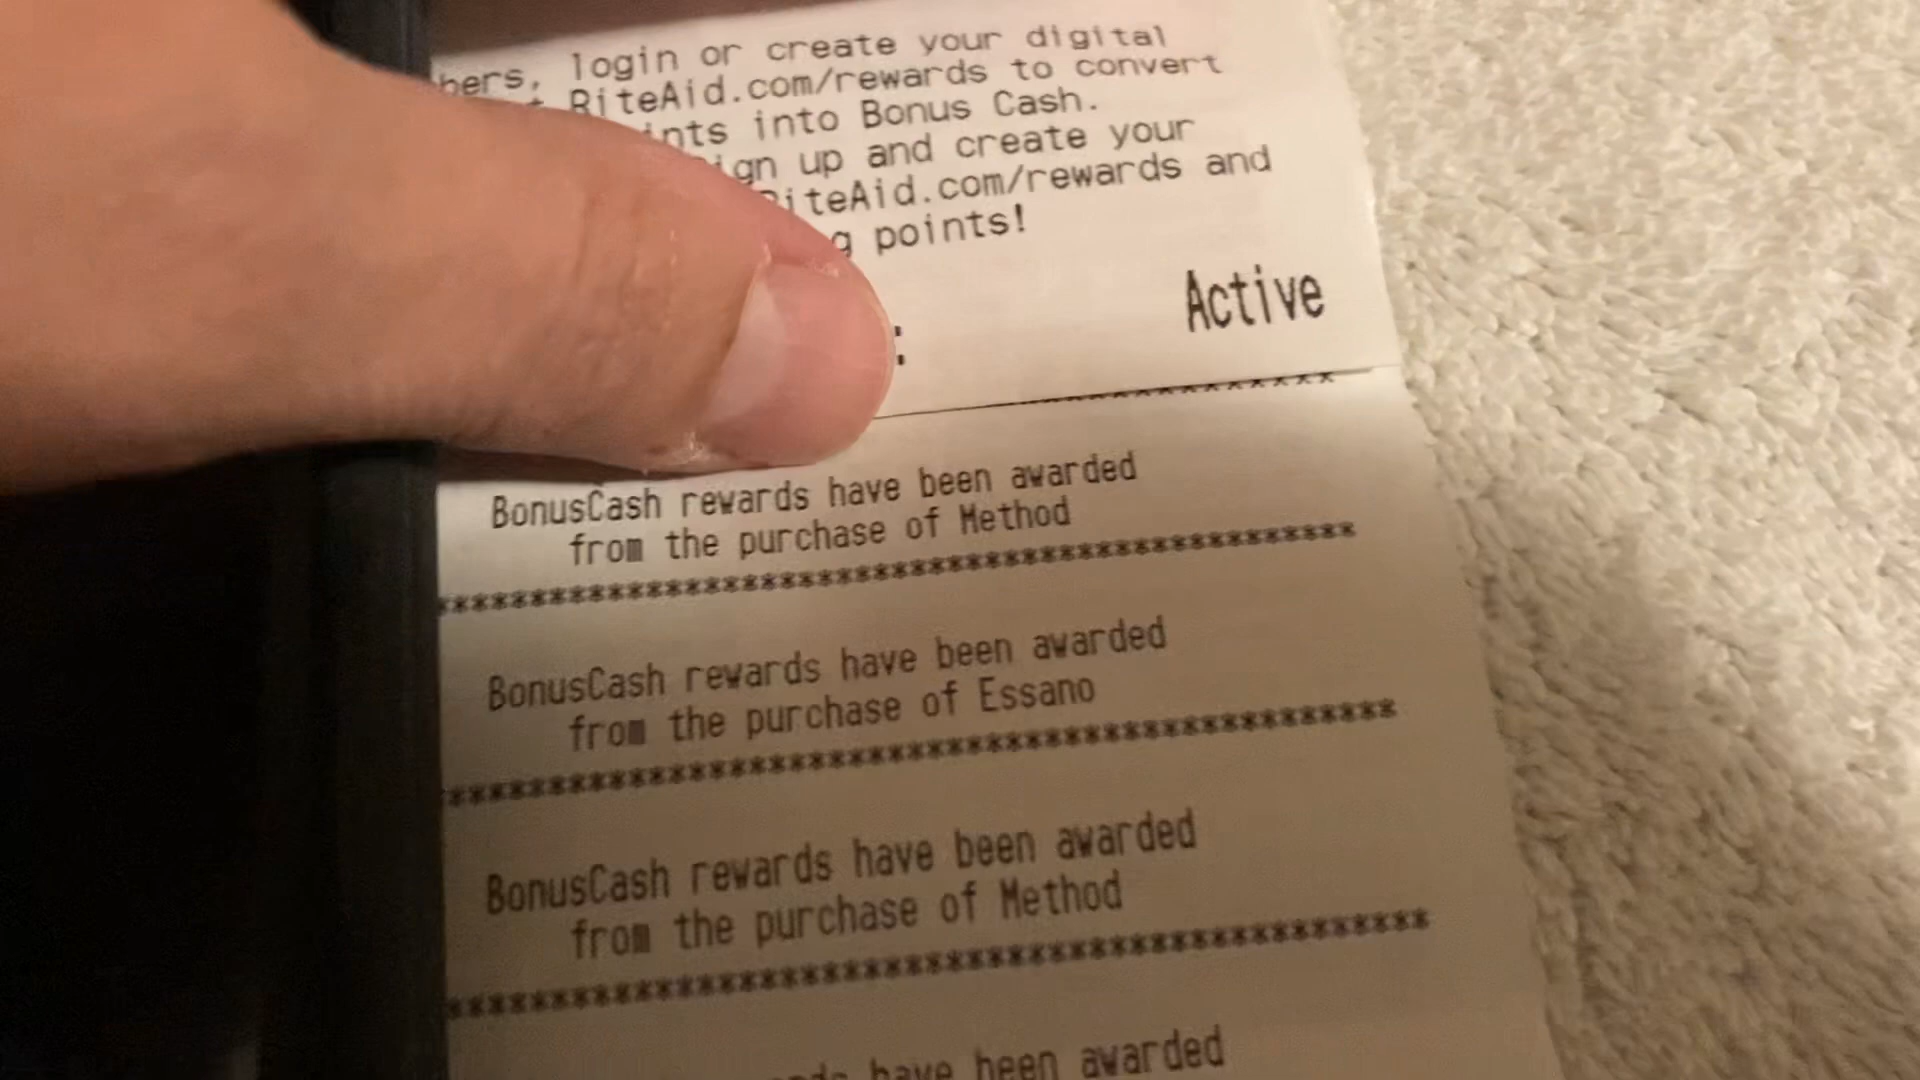 login or create your digital
RiteAid.com/rewards to convert
into Bonus Cash.
up and create your
RiteAid.com/rewards and
points!
: Active
***********
BonusCash rewards have been awarded
from the purchase of Method
*****************************************
BonusCash rewards have been awarded
from the purchase of Essano
*****************************************
BonusCash rewards have been awarded
from the purchase of Method
*****************************************
have been awarded